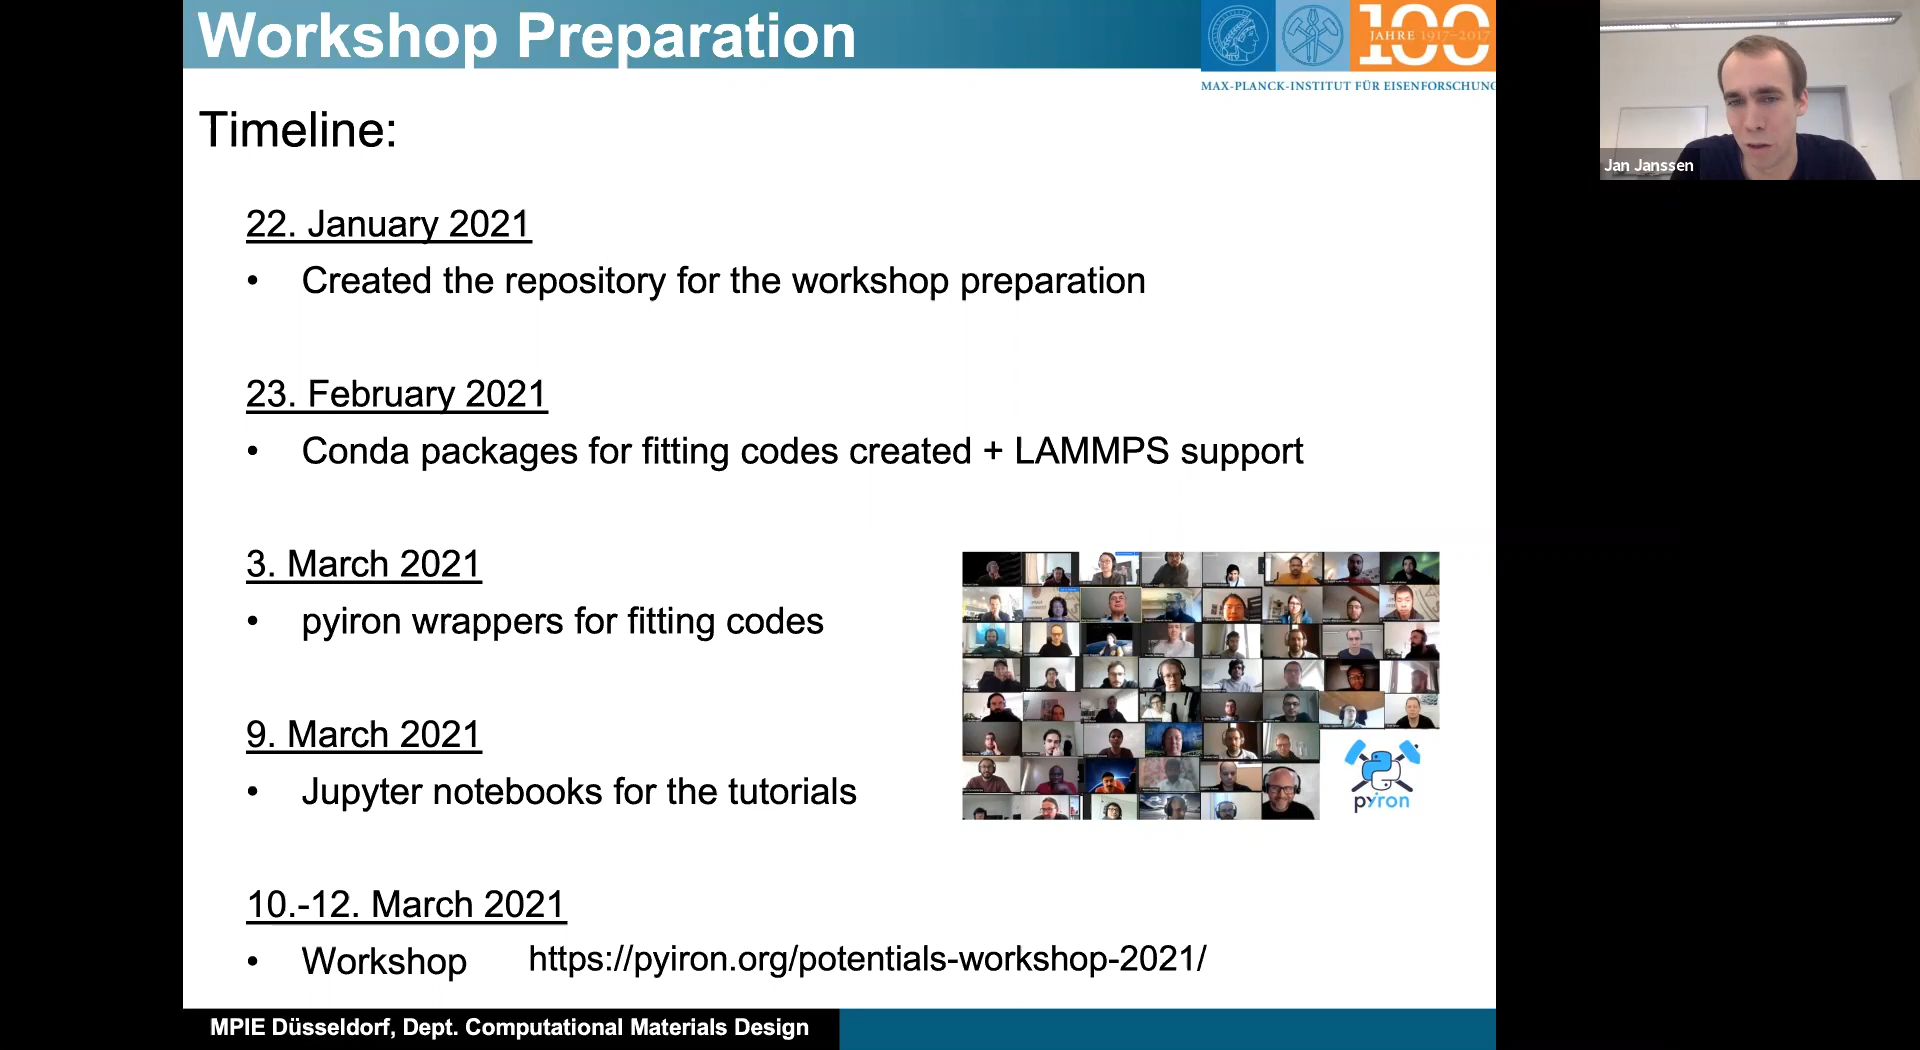 Workshop Preparation
100
JAHRE 1917–2017
MAX-PLANCK-INSTITUT FÜR EISENFORSCHUNG
Jan Janssen
Timeline:
22. January 2021
• Created the repository for the workshop preparation
23. February 2021
• Conda packages for fitting codes created + LAMMPS support
3. March 2021
• pyiron wrappers for fitting codes
9. March 2021
• Jupyter notebooks for the tutorials
pyiron
10.-12. March 2021
• Workshop https://pyiron.org/potentials-workshop-2021/
MPIE Düsseldorf, Dept. Computational Materials Design